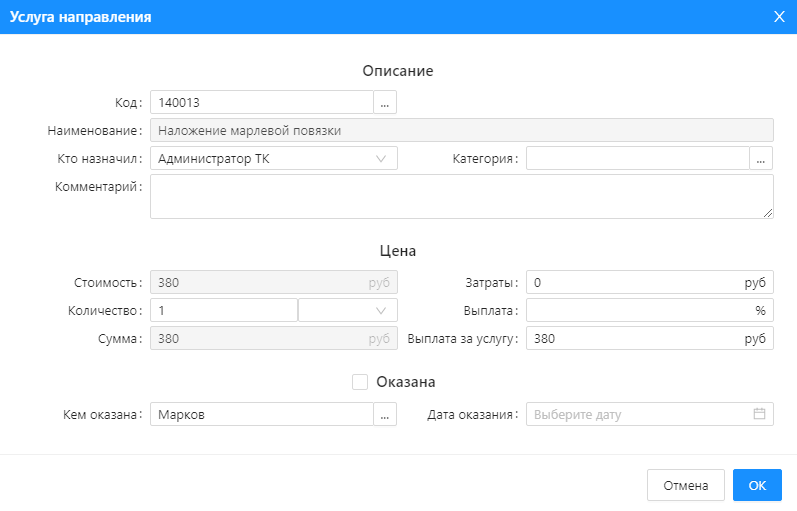 Услуга направления
Описание
Код: 140013 ...
Наименование: Наложение марлевой повязки
Кто назначил: Администратор ТК Категория: ...
Комментарий:
Цена
Стоимость: 380 руб Затраты: 0 руб
Количество: 1 Выплата: %
Сумма: 380 руб Выплата за услугу: 380 руб
Оказана
Кем оказана: Марков ... Дата оказания: Выберите дату
Отмена OK